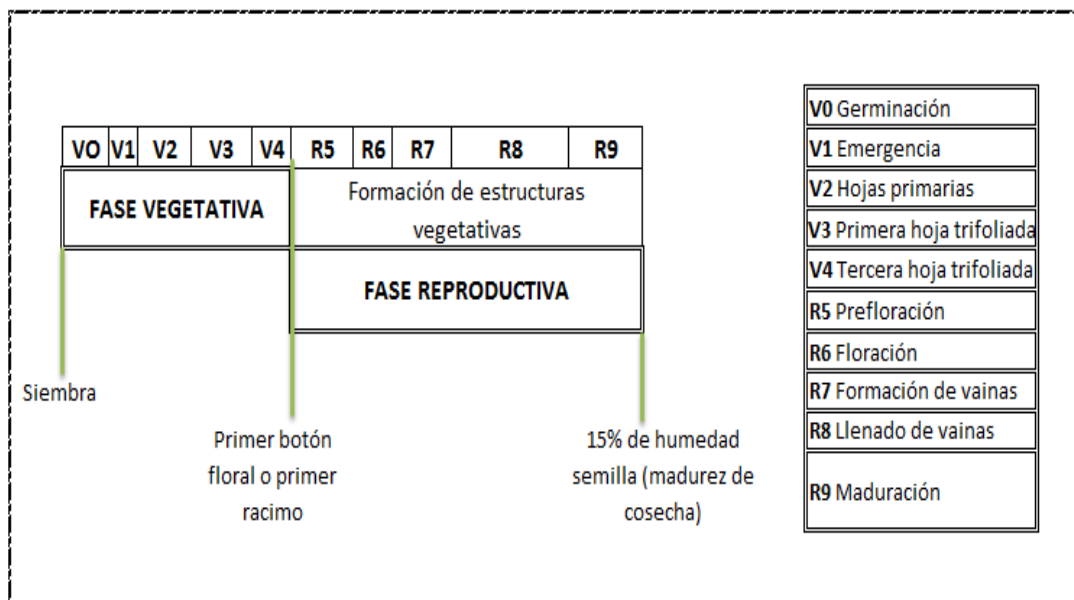 VO V1 V2 V3 V4 R5 R6 R7 R8 R9
FASE VEGETATIVA
Formación de estructuras
vegetativas
FASE REPRODUCTIVA
Siembra
Primer botón
floral o primer
racimo
15% de humedad
semilla (madurez de
cosecha)
V0 Germinación
V1 Emergencia
V2 Hojas primarias
V3 Primera hoja trifoliada
V4 Tercera hoja trifoliada
R5 Prefloración
R6 Floración
R7 Formación de vainas
R8 Llenado de vainas
R9 Maduración